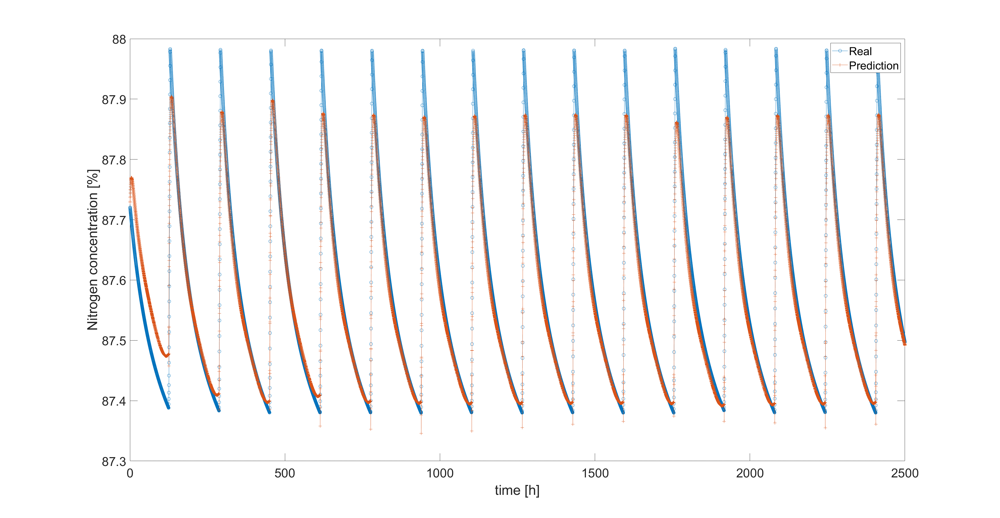 Nitrogen concentration [%]
88
87.9
87.8
87.7
87.6
87.5
87.4
87.3
Real
Prediction
0 500 1000 1500 2000 2500
time [h]